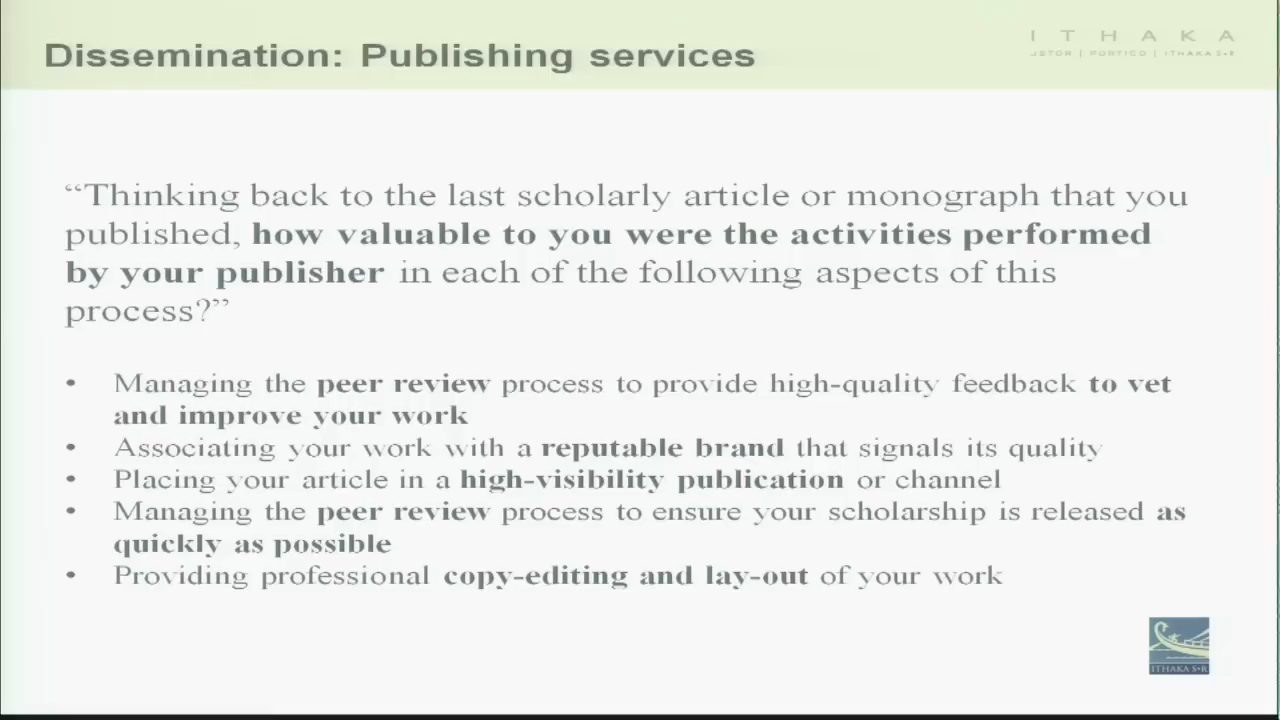 Dissemination: Publishing services
I T H A K A
JSTOR | PORTICO | ITHAKA S+R
“Thinking back to the last scholarly article or monograph that you
published, how valuable to you were the activities performed
by your publisher in each of the following aspects of this
process?”
• Managing the peer review process to provide high-quality feedback to vet
and improve your work
• Associating your work with a reputable brand that signals its quality
• Placing your article in a high-visibility publication or channel
• Managing the peer review process to ensure your scholarship is released as
quickly as possible
• Providing professional copy-editing and lay-out of your work
ITHAKA S+R